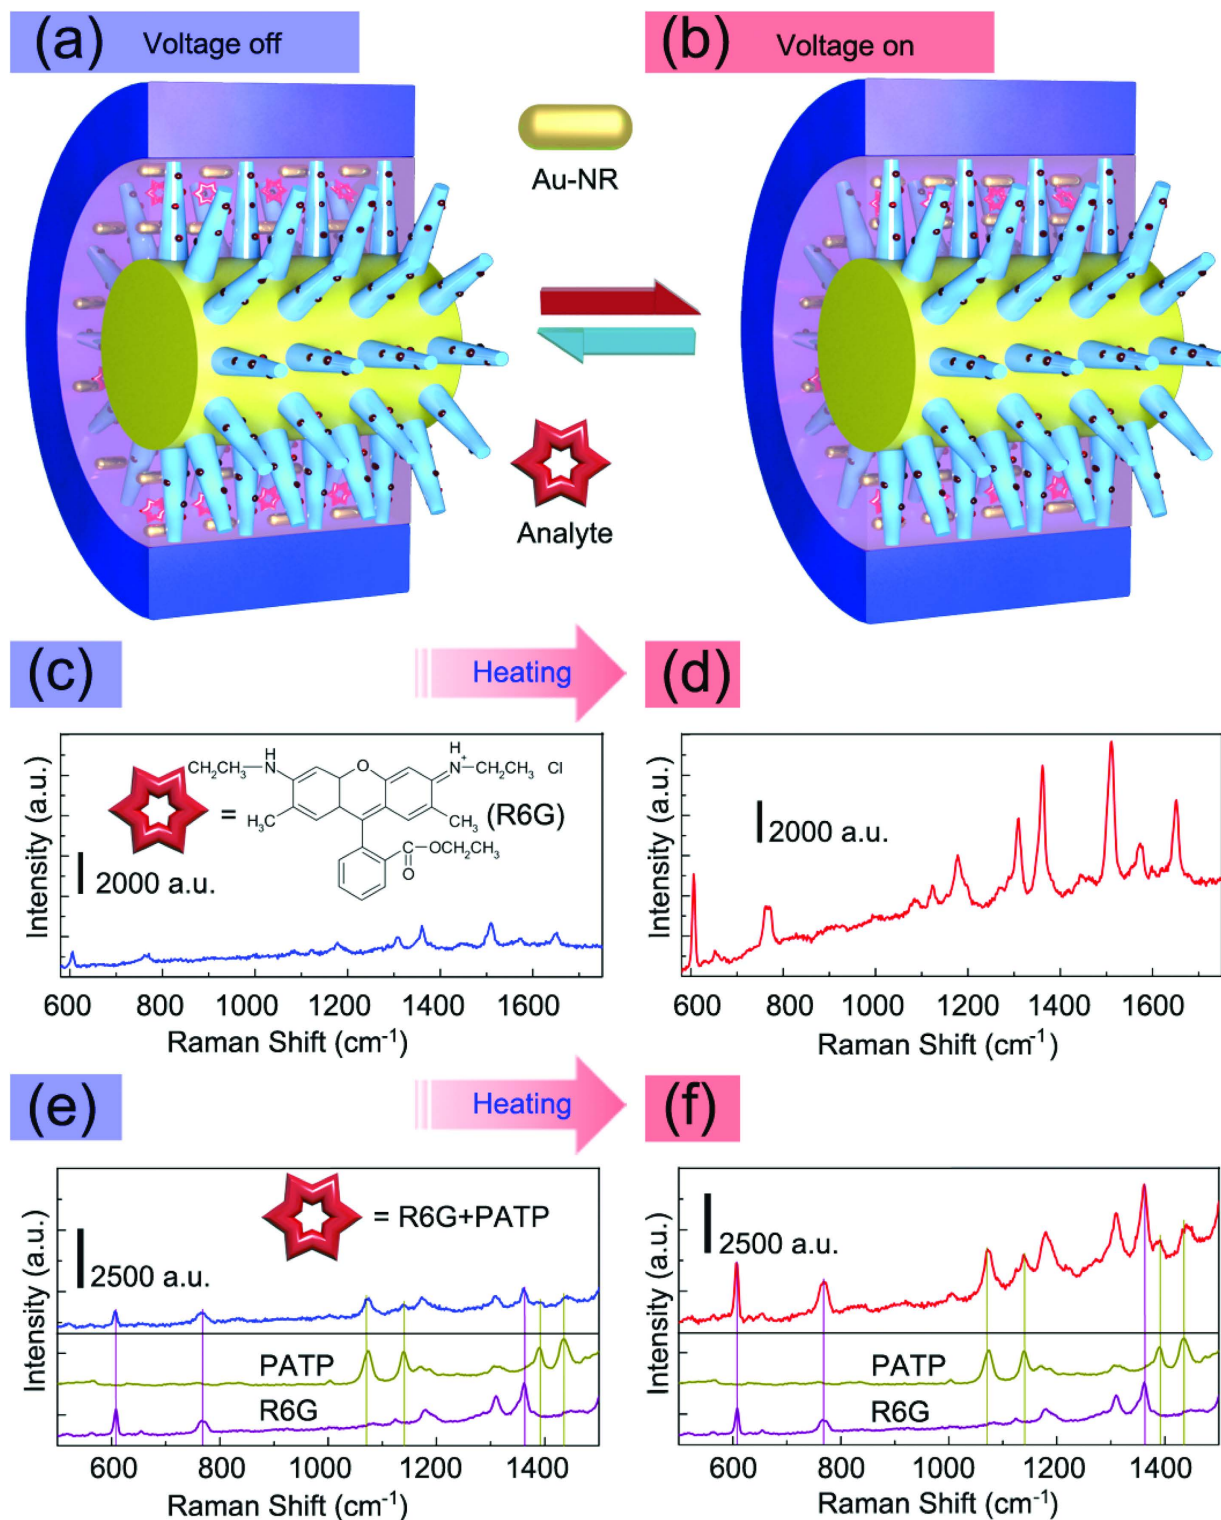 (a) Voltage off
(b) Voltage on
Au-NR
Analyte
(c)
Heating
(d)
Intensity (a.u.)
CH₂CH₃
H
N
O
H
N⁺
CH₂CH₃ Cl
H₃C
CH₃
(R6G)
=
C
OCH₂CH₃
O
2000 a.u.
600 800 1000 1200 1400 1600
Raman Shift (cm⁻¹)
Intensity (a.u.)
2000 a.u.
600 800 1000 1200 1400 1600
Raman Shift (cm⁻¹)
(e)
Heating
(f)
Intensity (a.u.)
Intensity (a.u.)
= R6G+PATP
2500 a.u.
PATP
R6G
600 800 1000 1200 1400
Raman Shift (cm⁻¹)
Intensity (a.u.)
Intensity (a.u.)
2500 a.u.
PATP
R6G
600 800 1000 1200 1400
Raman Shift (cm⁻¹)